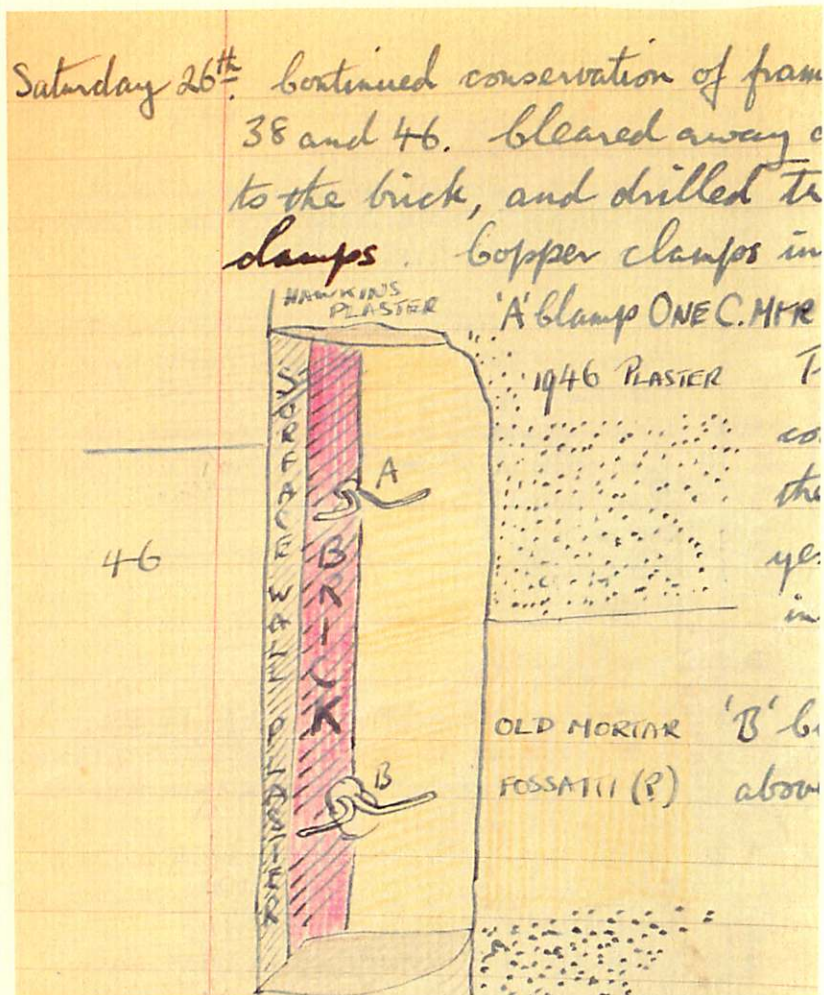 Saturday 26th. Continued conservation of fram
38 and 46. Cleared away
to the brick, and drilled
clamps. Copper clamps in
HAWKINS
PLASTER
'A' Clamp ONE C. MTR
1946 PLASTER
A
46
SURFACE WALL PLASTER
BRICK
OLD MORTAR 'B'
FOSSATTI (?) abov
B